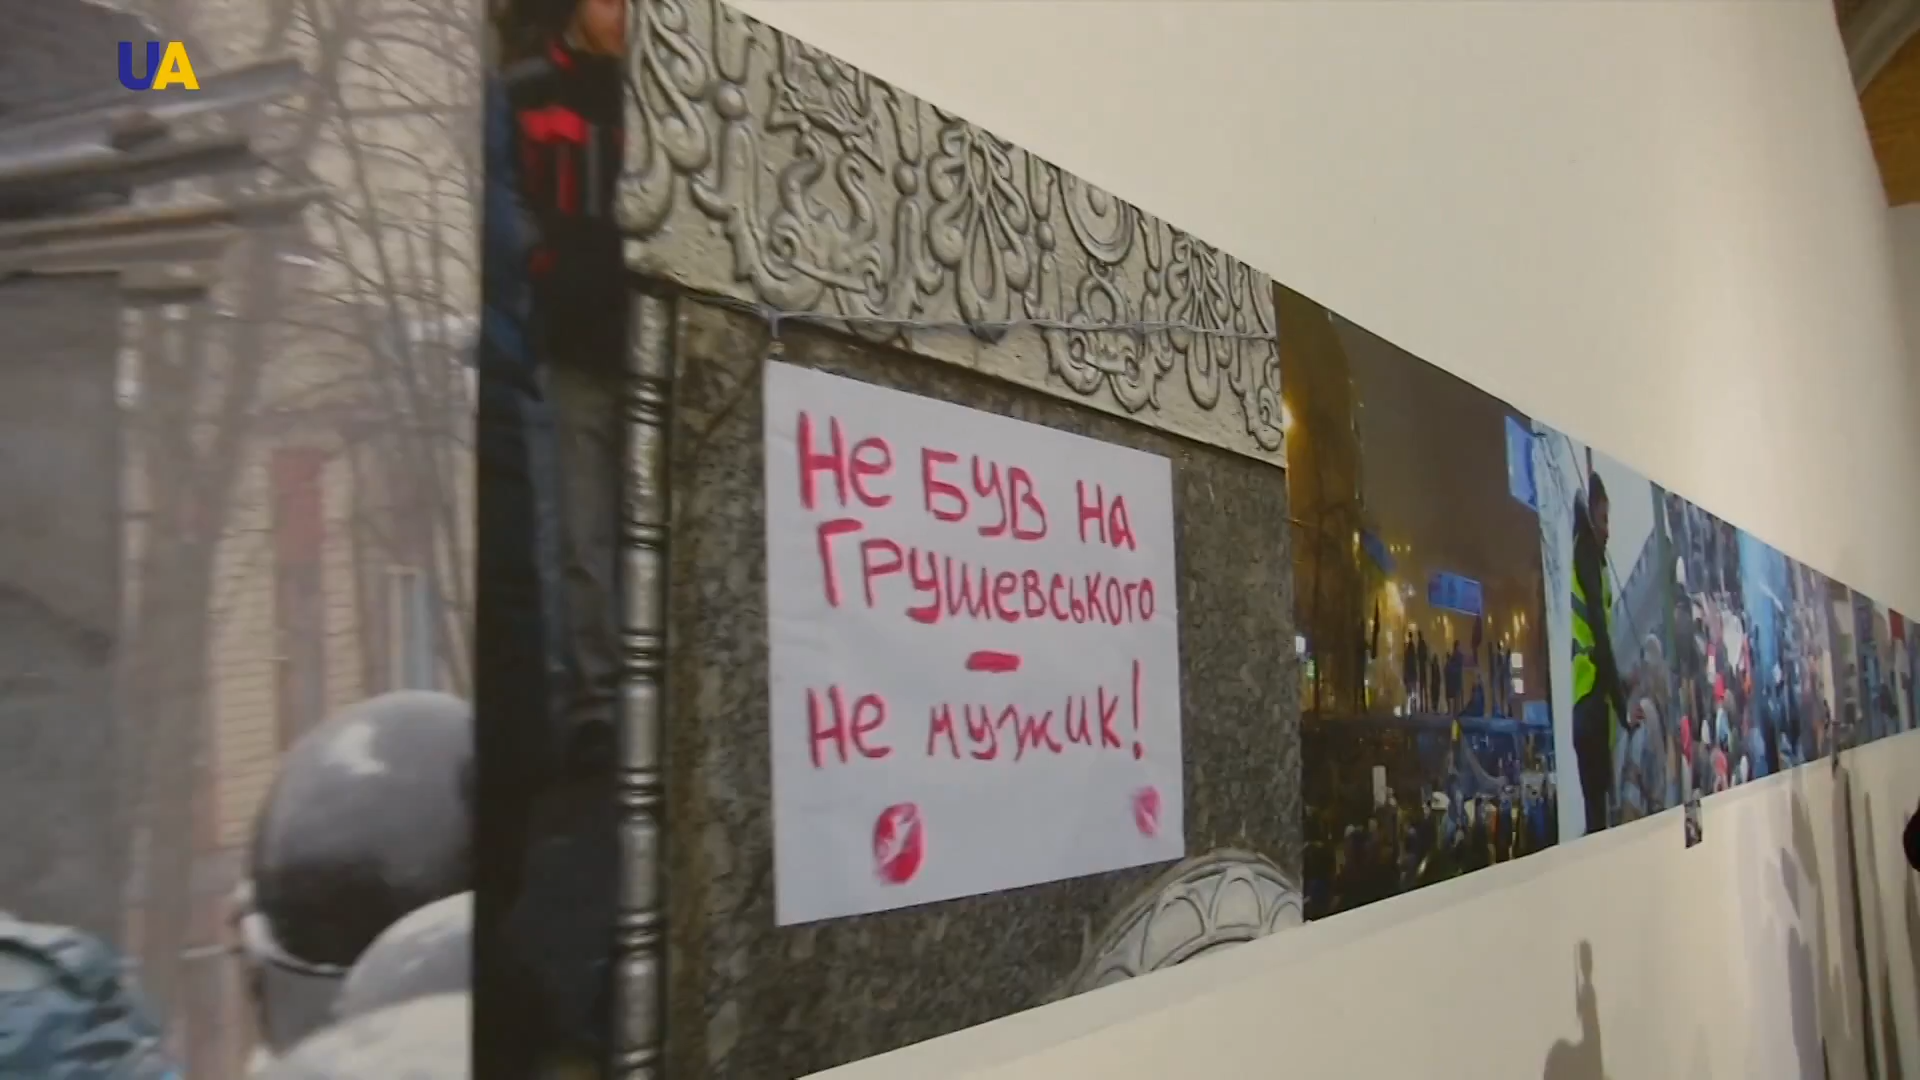 UA
Не БУВ на
Грушевського
–
не мужик!